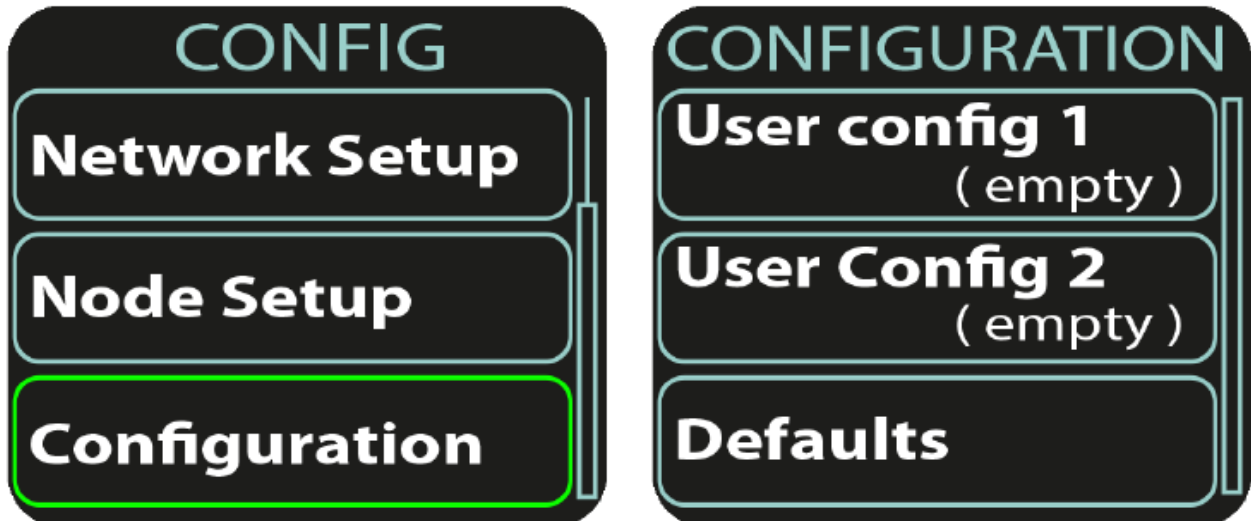 CONFIG
Network Setup
Node Setup
Configuration
CONFIGURATION
User config 1
( empty )
User Config 2
( empty )
Defaults